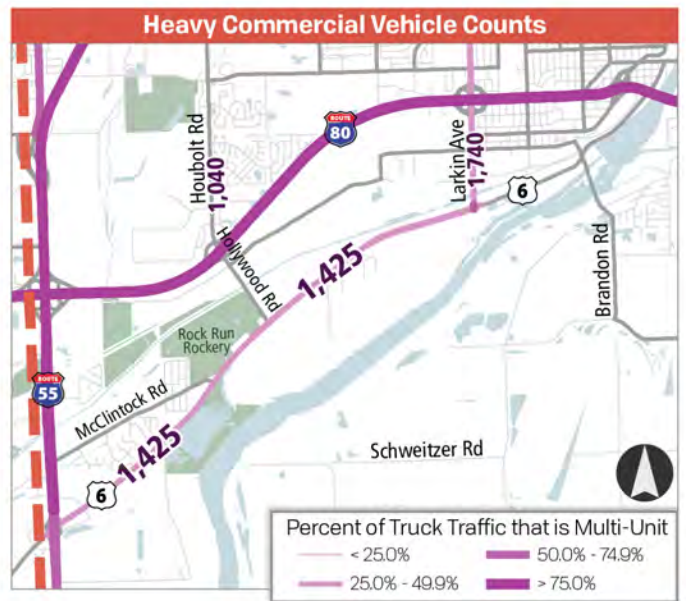 Heavy Commercial Vehicle Counts
Houbolt Rd
1,040
ROUTE
80
Larkin Ave
1,740
6
Hollywood Rd
1,425
Brandon Rd
Rock Run
Rockery
ROUTE
55
McClintock Rd
1,425
6
Schweitzer Rd
Percent of Truck Traffic that is Multi-Unit
< 25.0%
50.0% - 74.9%
25.0% - 49.9%
> 75.0%